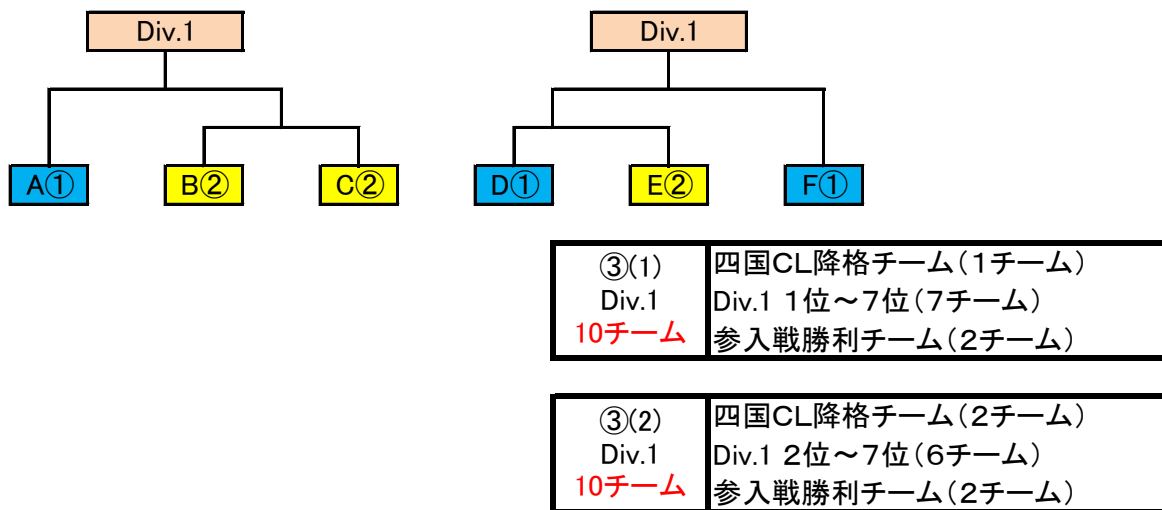 Div.1
Div.1
A①
B②
C②
D①
E②
F①
③(1)
Div.1
10チーム
四国CL降格チーム(1チーム)
Div.1 1位～7位(7チーム)
参入戦勝利チーム(2チーム)
③(2)
Div.1
10チーム
四国CL降格チーム(2チーム)
Div.1 2位～7位(6チーム)
参入戦勝利チーム(2チーム)